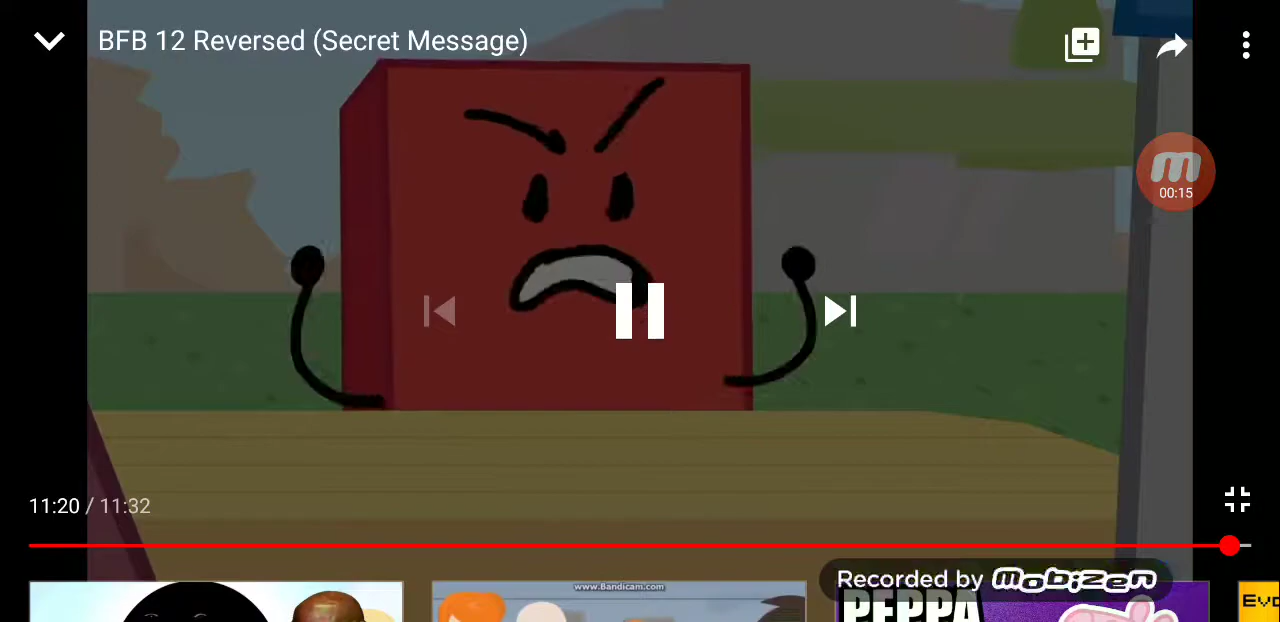 BFB 12 Reversed (Secret Message)
m
00:15
11:20 / 11:32
Recorded by Mobizen
www.Bandicam.com
PEPPA